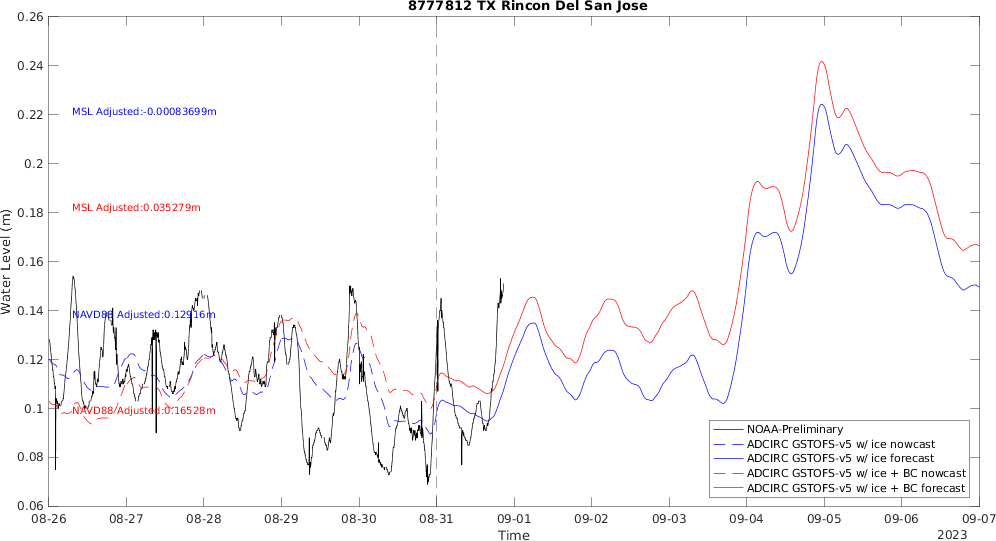 8777812 TX Rincon Del San Jose
Water Level (m)
0.26
0.24
0.22
0.2
0.18
0.16
0.14
0.12
0.1
0.08
0.06
MSL Adjusted:-0.00083699m
MSL Adjusted:0.035279m
NAVD88 Adjusted:0.12916m
NAVD88 Adjusted:0.16528m
NOAA-Preliminary
ADCIRC GSTOFS-v5 w/ ice nowcast
ADCIRC GSTOFS-v5 w/ ice forecast
ADCIRC GSTOFS-v5 w/ ice + BC nowcast
ADCIRC GSTOFS-v5 w/ ice + BC forecast
08-26 08-27 08-28 08-29 08-30 08-31 09-01 09-02 09-03 09-04 09-05 09-06 09-07
Time
2023